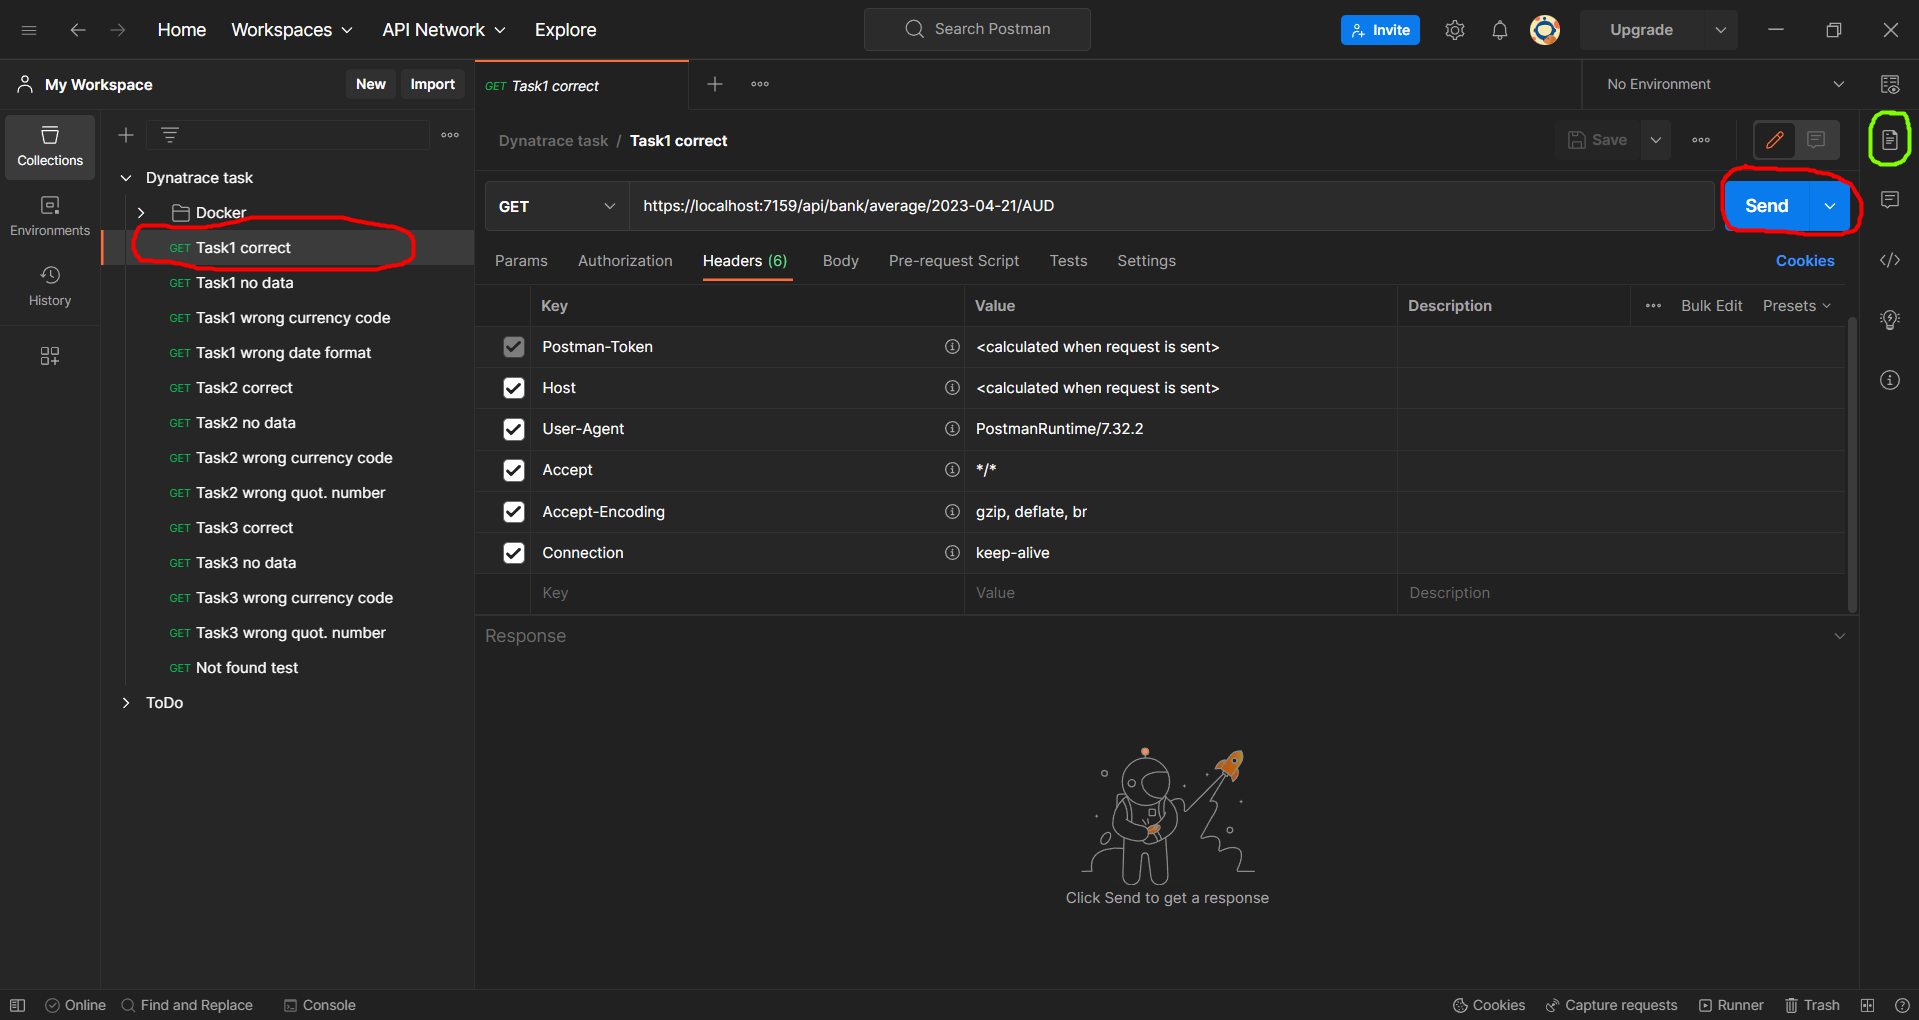 Home Workspaces API Network Explore Search Postman Invite Upgrade
My Workspace New Import GET Task1 correct No Environment
Collections
Environments
History
Dynatrace task
Docker
GET Task1 correct
GET Task1 no data
GET Task1 wrong currency code
GET Task1 wrong date format
GET Task2 correct
GET Task2 no data
GET Task2 wrong currency code
GET Task2 wrong quot. number
GET Task3 correct
GET Task3 no data
GET Task3 wrong currency code
GET Task3 wrong quot. number
GET Not found test
ToDo
Dynatrace task / Task1 correct Save
GET https://localhost:7159/api/bank/average/2023-04-21/AUD Send
Params Authorization Headers (6) Body Pre-request Script Tests Settings Cookies
Key Value Description Bulk Edit Presets
Postman-Token <calculated when request is sent>
Host <calculated when request is sent>
User-Agent PostmanRuntime/7.32.2
Accept */*
Accept-Encoding gzip, deflate, br
Connection keep-alive
Key Value Description
Response
Click Send to get a response
Online Find and Replace Console Cookies Capture requests Runner Trash